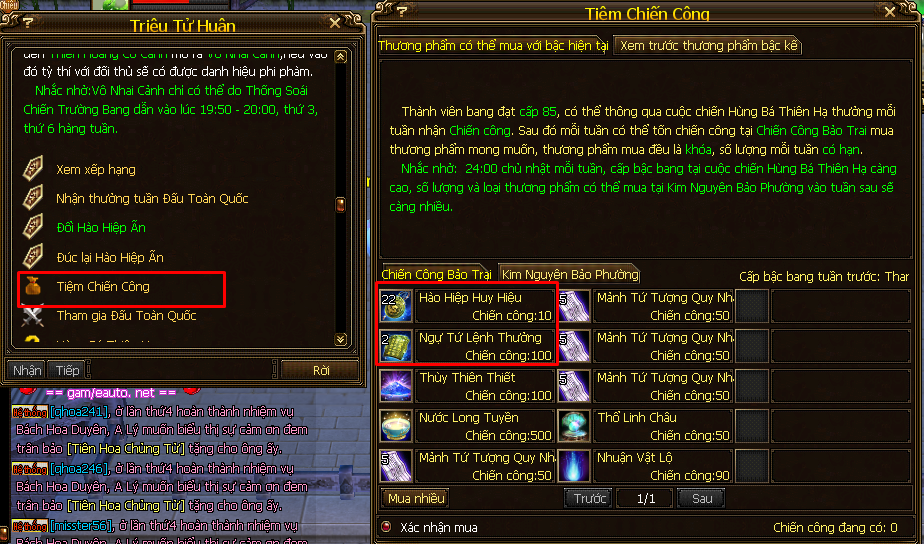 Chiếu
?
Triệu Tử Huân
đó tỳ thí với đối thủ sẽ có được danh hiệu phi phàm.
Nhắc nhở:Vô Nhai Cảnh chỉ có thể do Thống Soái
Chiến Trường Bang dẫn vào lúc 19:50 - 20:00, thứ 3,
thứ 6 hàng tuần.
Xem xếp hạng
Nhận thưởng tuần Đấu Toàn Quốc
Đổi Hào Hiệp Ấn
Đúc lại Hào Hiệp Ấn
Tiệm Chiến Công
Tham gia Đấu Toàn Quốc
Nhận
Tiếp
Rời
== gam/eauto. net ==
Hệ thống [qhoa241], ở lần thứ4 hoàn thành nhiệm vụ
Bách Hoa Duyên, A Lý muốn biểu thị sự cảm ơn đem
trân bảo [Tiên Hoa Chủng Tử] tặng cho ông ấy.
Hệ thống [qhoa246], ở lần thứ4 hoàn thành nhiệm vụ
Bách Hoa Duyên, A Lý muốn biểu thị sự cảm ơn đem
trân bảo [Tiên Hoa Chủng Tử] tặng cho ông ấy.
Hệ thống [misster56], ở lần thứ4 hoàn thành nhiệm vụ
Bách Hoa Duyên, A Lý muốn biểu thị sự cảm ơn đem
?
Tiệm Chiến Công
Thương phẩm có thể mua với bậc hiện tại
Xem trước thương phẩm bậc kế
Thành viên bang đạt cấp 85, có thể thông qua cuộc chiến Hùng Bá Thiên Hạ thường mỗi
tuần nhận Chiến công. Sau đó mỗi tuần có thể tốn chiến công tại Chiến Công Bảo Trại mua
thương phẩm mong muốn, thương phẩm mua đều là khóa, số lượng mỗi tuần có hạn.
Nhắc nhở: 24:00 chủ nhật mỗi tuần, cấp bậc bang tại cuộc chiến Hùng Bá Thiên Hạ càng
cao, số lượng và loại thương phẩm có thể mua tại Kim Nguyên Bảo Phường vào tuần sau sẽ
càng nhiều.
Chiến Công Bảo Trại
Kim Nguyên Bảo Phường
Cấp bậc bang tuần trước: Thar
22
Hào Hiệp Huy Hiệu
Chiến công:10
5
Mảnh Tứ Tượng Quy Nh
Chiến công:50
2
Ngự Tứ Lệnh Thưởng
Chiến công:100
5
Mảnh Tứ Tượng Quy Nh
Chiến công:50
Thùy Thiên Thiết
Chiến công:100
5
Mảnh Tứ Tượng Quy Nh
Chiến công:50
Nước Long Tuyền
Chiến công:500
Thổ Linh Châu
Chiến công:50
5
Mảnh Tứ Tượng Quy Nh
Chiến công:50
Nhuận Vật Lộ
Chiến công:90
Mua nhiều
Trước
1/1
Sau
Xác nhận mua
Chiến công đang có: 0